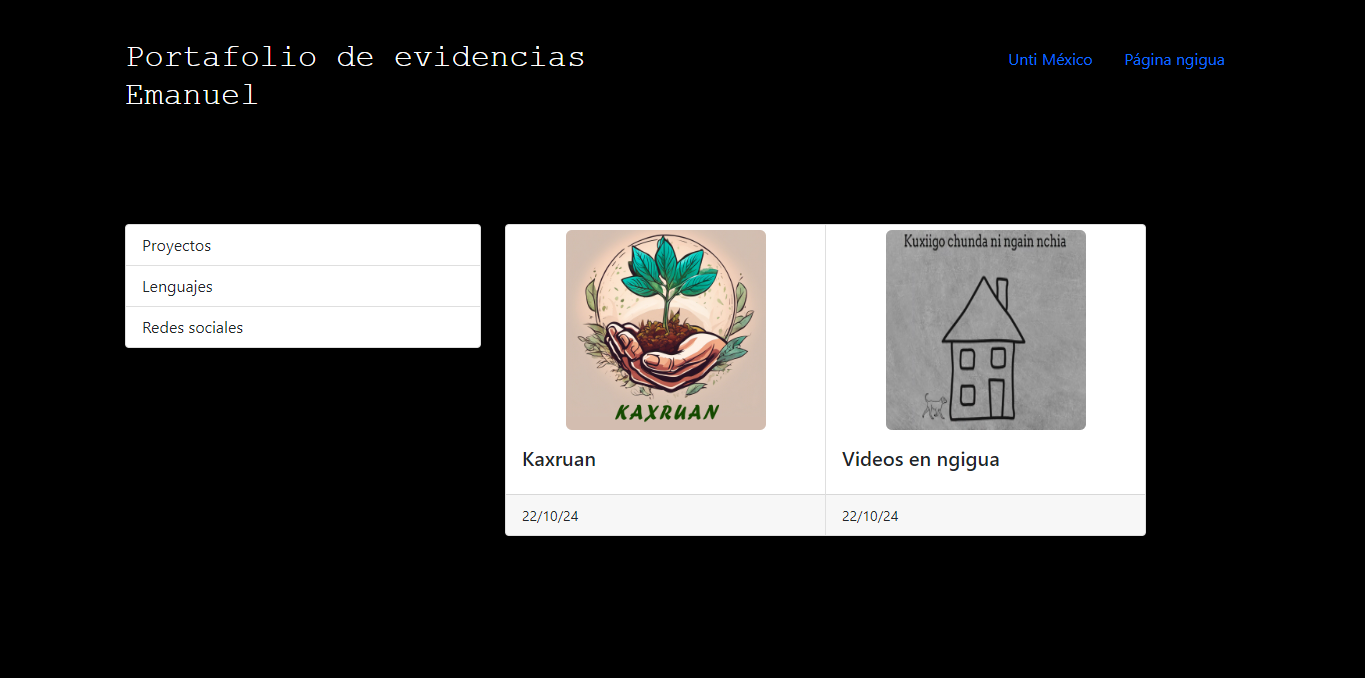 Portafolio de evidencias
Emanuel
Unti México
Página ngigua
Proyectos
Lenguajes
Redes sociales
KAXRUAN
Kaxruan
22/10/24
Kuxiigo chunda ni ngain nchia
Videos en ngigua
22/10/24